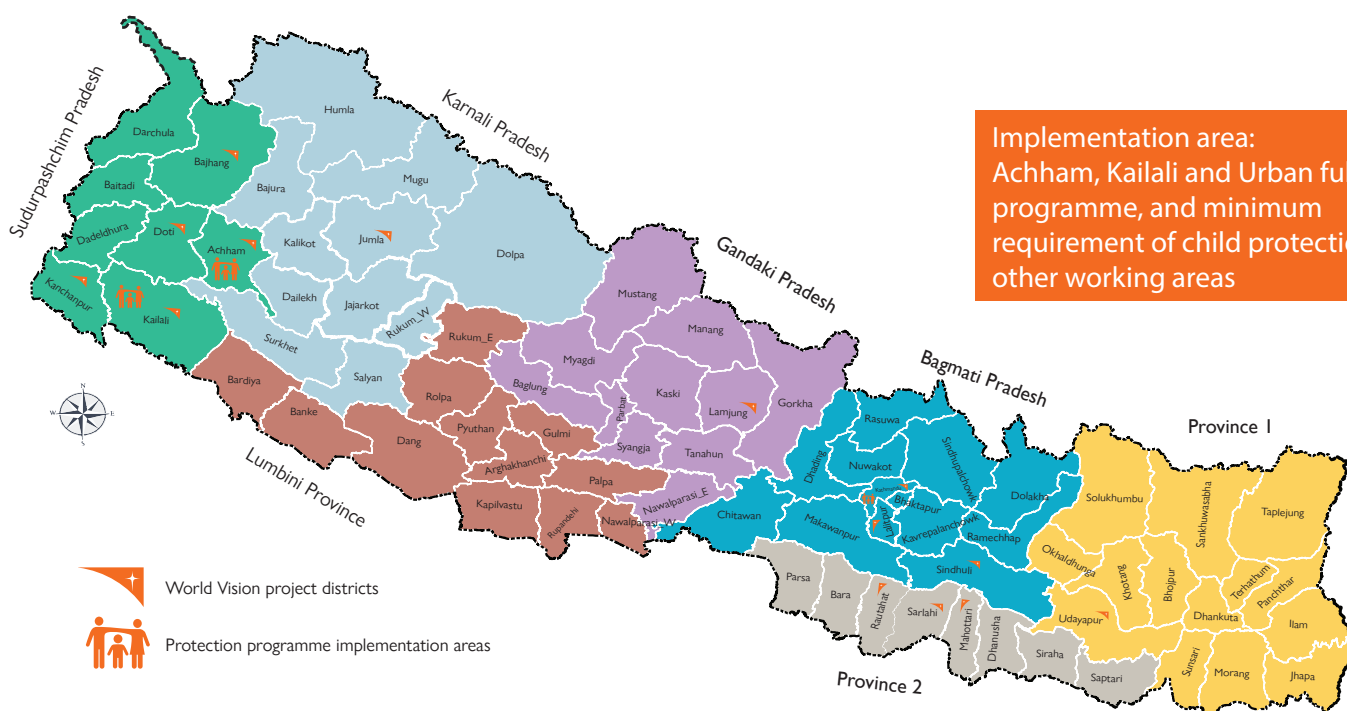 Sudurpashchim Pradesh
Karnali Pradesh
Gandaki Pradesh
Bagmati Pradesh
Province 1
Lumbini Province
Province 2
Implementation area:
Achham, Kailali and Urban ful
programme, and minimum
requirement of child protectio
other working areas
Darchula
Bajhang
Baitadi
Dadeldhura
Doti
Achham
Kanchanpur
Kailali
Humla
Mugu
Bajura
Kalikot
Jumla
Dolpa
Dailekh
Jajarkot
Rukum_W
Surkhet
Salyan
Rukum_E
Bardiya
Banke
Rolpa
Dang
Pyuthan
Gulmi
Arghakhanchi
Palpa
Kapilvastu
Rupandehi
Nawalparasi_W
Mustang
Manang
Myagdi
Baglung
Parbat
Kaski
Lamjung
Gorkha
Syangja
Tanahun
Nawalparasi_E
Rasuwa
Dhading
Nuwakot
Sindhupalchowk
Dolakha
Kathmandu
Bhaktapur
Lalitpur
Kavrepalanchowk
Ramechhap
Chitawan
Makawanpur
Sindhuli
Parsa
Bara
Rautahat
Sarlahi
Mahottari
Dhanusha
Siraha
Saptari
Solukhumbu
Sankhuwasabha
Taplejung
Okhaldhunga
Khotang
Bhojpur
Terhathum
Panchthar
Dhankuta
Ilam
Udayapur
Sunsari
Morang
Jhapa
N
W
E
S
World Vision project districts
Protection programme implementation areas